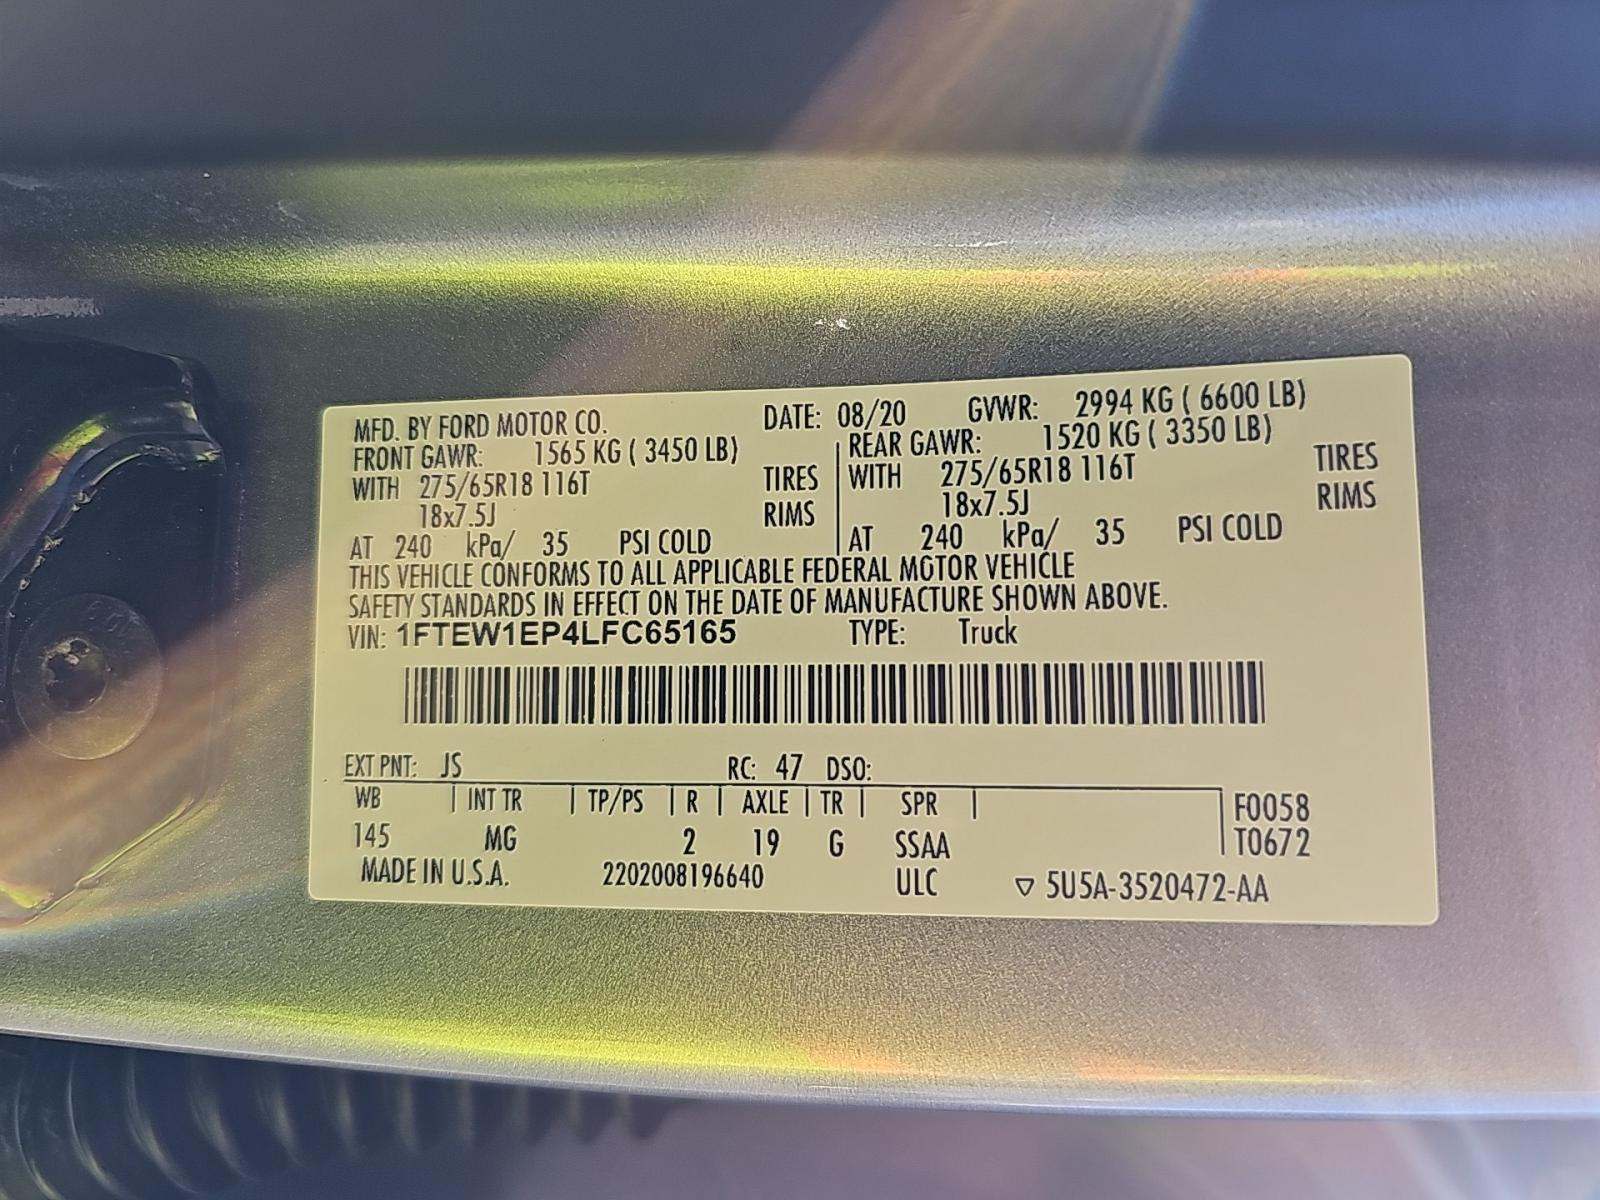 MFD. BY FORD MOTOR CO. DATE: 08/20 GVWR: 2994 KG ( 6600 LB)
FRONT GAWR: 1565 KG ( 3450 LB) REAR GAWR: 1520 KG ( 3350 LB)
WITH 275/65R18 116T TIRES WITH 275/65R18 116T TIRES
18x7.5J RIMS 18x7.5J RIMS
AT 240 kPa/ 35 PSI COLD AT 240 kPa/ 35 PSI COLD
THIS VEHICLE CONFORMS TO ALL APPLICABLE FEDERAL MOTOR VEHICLE
SAFETY STANDARDS IN EFFECT ON THE DATE OF MANUFACTURE SHOWN ABOVE.
VIN: 1FTEW1EP4LFC65165 TYPE: Truck
EXT PNT: JS RC: 47 DSO:
WB | INT TR | TP/PS | R | AXLE | TR | SPR | F0058
145 MG 2 19 G SSAA T0672
MADE IN U.S.A. 2202008196640 ULC ▽ 5U5A-3520472-AA